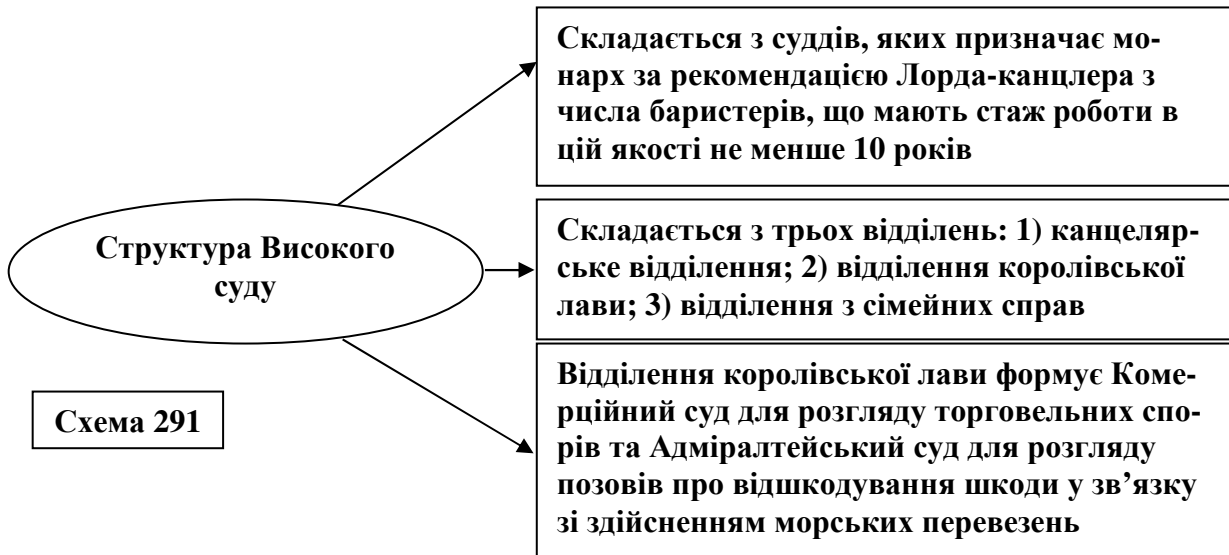 Складається з суддів, яких призначає мо-
нарх за рекомендацією Лорда-канцлера з
числа баристерів, що мають стаж роботи в
цій якості не менше 10 років
Структура Високого
суду
Складається з трьох відділень: 1) канцеляр-
ське відділення; 2) відділення королівської
лави; 3) відділення з сімейних справ
Відділення королівської лави формує Коме-
рційний суд для розгляду торговельних спо-
рів та Адміралтейський суд для розгляду
позовів про відшкодування шкоди у зв’язку
зі здійсненням морських перевезень
Схема 291